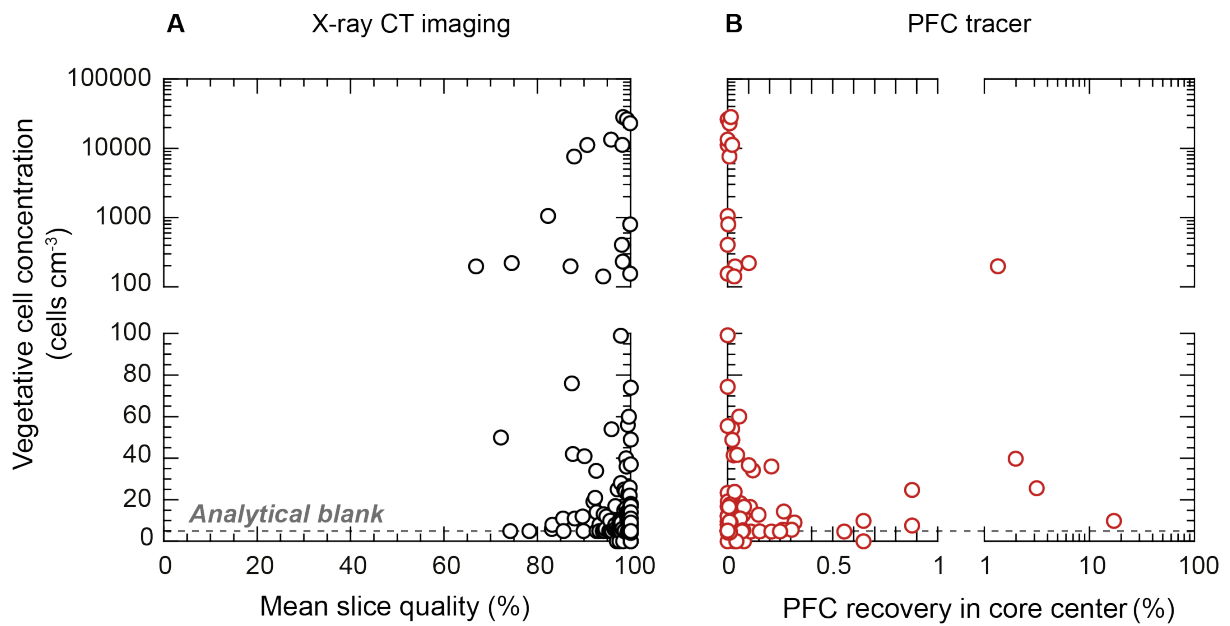 A X-ray CT imaging
B PFC tracer
Vegetative cell concentration
(cells cm⁻³)
100000
10000
1000
100
100
80
60
40
20
0
Analytical blank
0 20 40 60 80 100
0 0.5 1 1 10 100
Mean slice quality (%)
PFC recovery in core center (%)